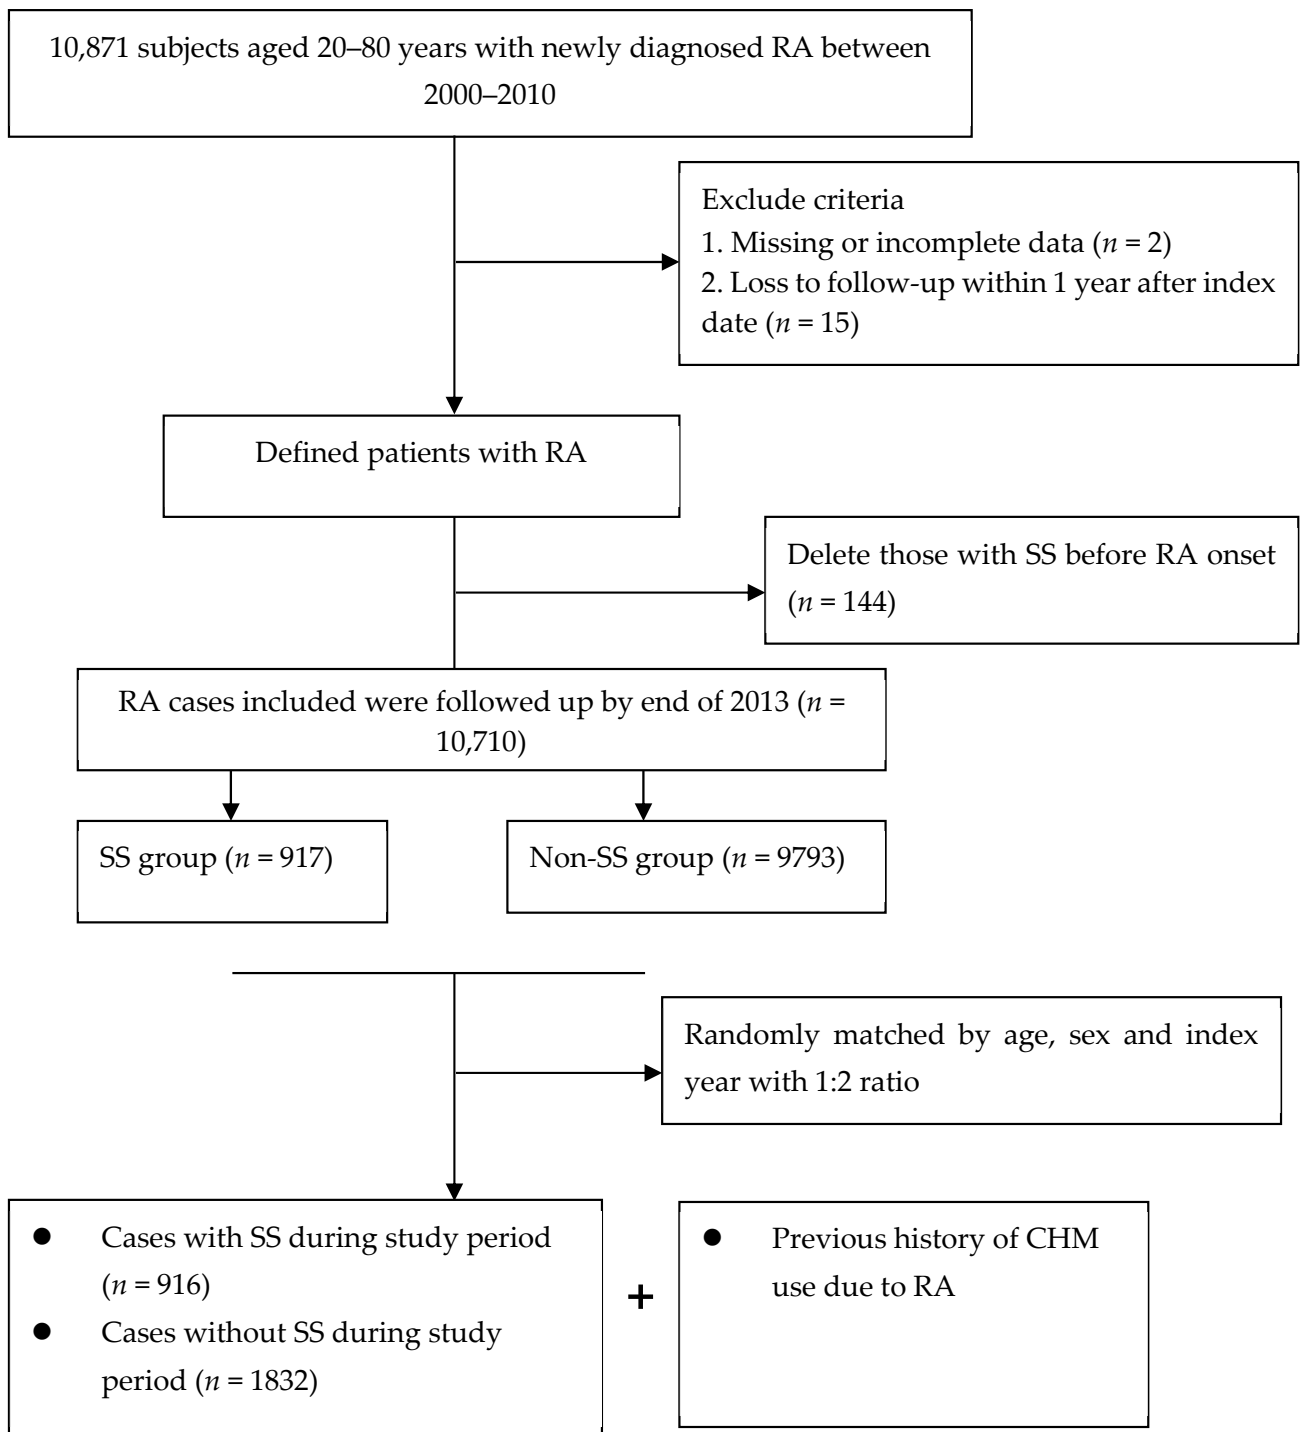 10,871 subjects aged 20–80 years with newly diagnosed RA between
2000–2010
Exclude criteria
1. Missing or incomplete data (n = 2)
2. Loss to follow-up within 1 year after index
date (n = 15)
Defined patients with RA
Delete those with SS before RA onset
(n = 144)
RA cases included were followed up by end of 2013 (n =
10,710)
SS group (n = 917)
Non-SS group (n = 9793)
Randomly matched by age, sex and index
year with 1:2 ratio
● Cases with SS during study period
(n = 916)
● Cases without SS during study
period (n = 1832)
+
● Previous history of CHM
use due to RA